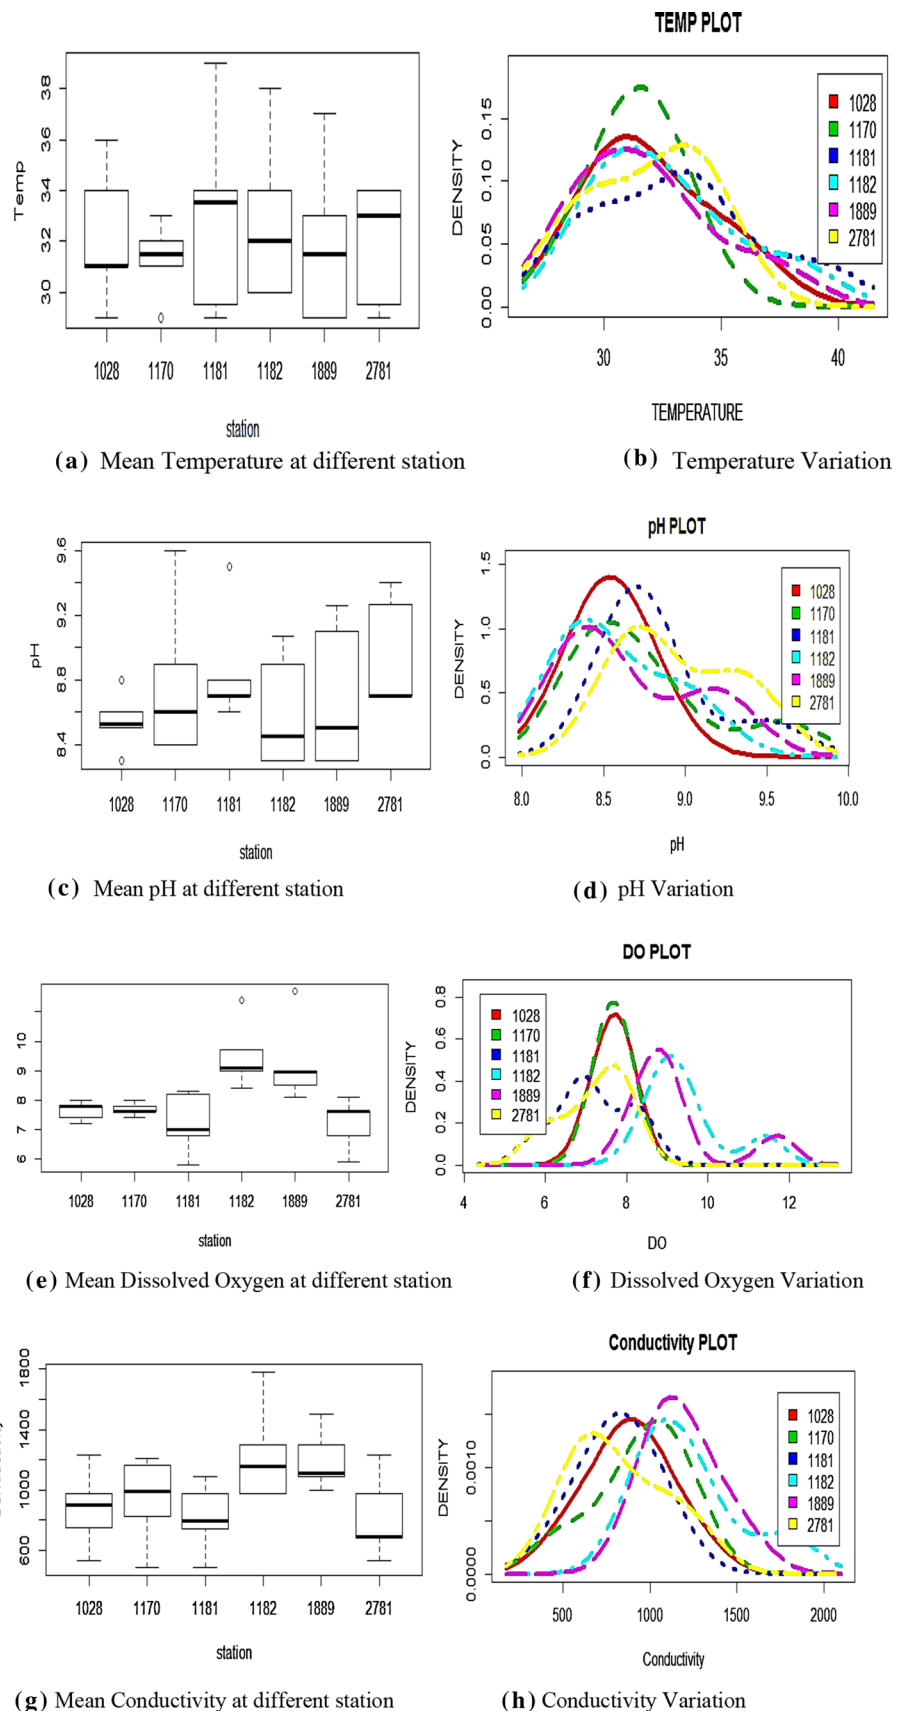 TEMP PLOT
Temp
30 32 34 36 38
1028 1170 1181 1182 1889 2781
station
DENSITY
0.00 0.05 0.10 0.15
1028
1170
1181
1182
1889
2781
30 35 40
TEMPERATURE
(a) Mean Temperature at different station
(b) Temperature Variation
pH PLOT
pH
8.4 8.8 9.2 9.6
1028 1170 1181 1182 1889 2781
station
DENSITY
0.0 0.5 1.0 1.5
1028
1170
1181
1182
1889
2781
8.0 8.5 9.0 9.5 10.0
pH
(c) Mean pH at different station
(d) pH Variation
DO PLOT
6 7 8 9 10
1028 1170 1181 1182 1889 2781
station
DENSITY
0.0 0.2 0.4 0.6 0.8
1028
1170
1181
1182
1889
2781
4 6 8 10 12
DO
(e) Mean Dissolved Oxygen at different station
(f) Dissolved Oxygen Variation
Conductivity PLOT
600 1000 1400 1800
1028 1170 1181 1182 1889 2781
station
DENSITY
0.0000 0.0010
1028
1170
1181
1182
1889
2781
500 1000 1500 2000
Conductivity
(g) Mean Conductivity at different station
(h) Conductivity Variation